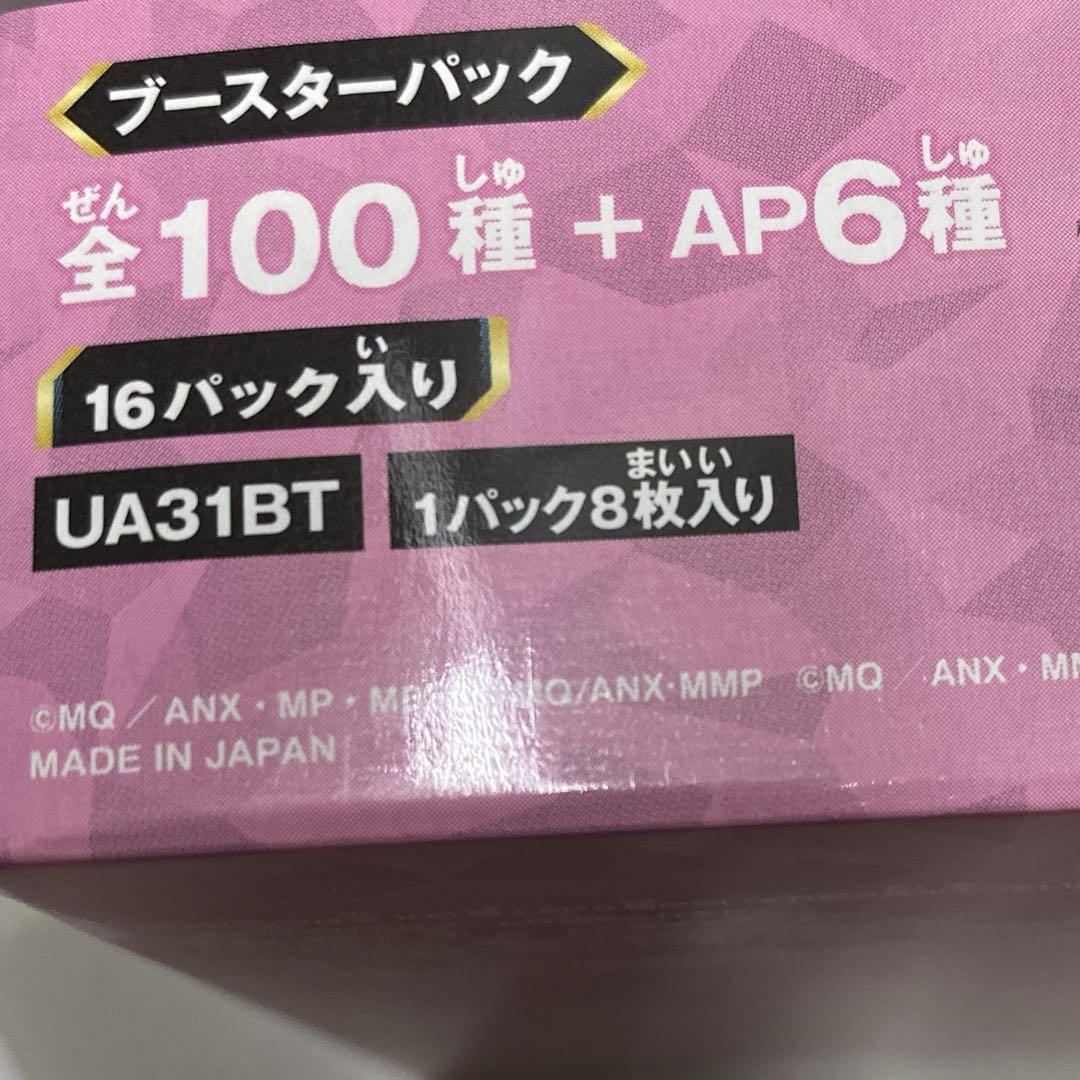 ブースターパック
ぜん しゅ しゅ
全100種 + AP6種
い
16パック入り
まいい
UA31BT 1パック8枚入り
©MQ/ANX・MP・ MQ/ANX・MMP ©MQ/ANX・
MADE IN JAPAN